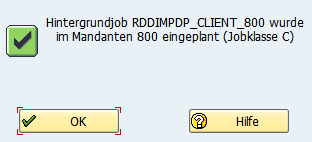 Hintergrundjob RDDIMPDP_CLIENT_800 wurde
im Mandanten 800 eingeplant (Jobklasse C)
OK
Hilfe